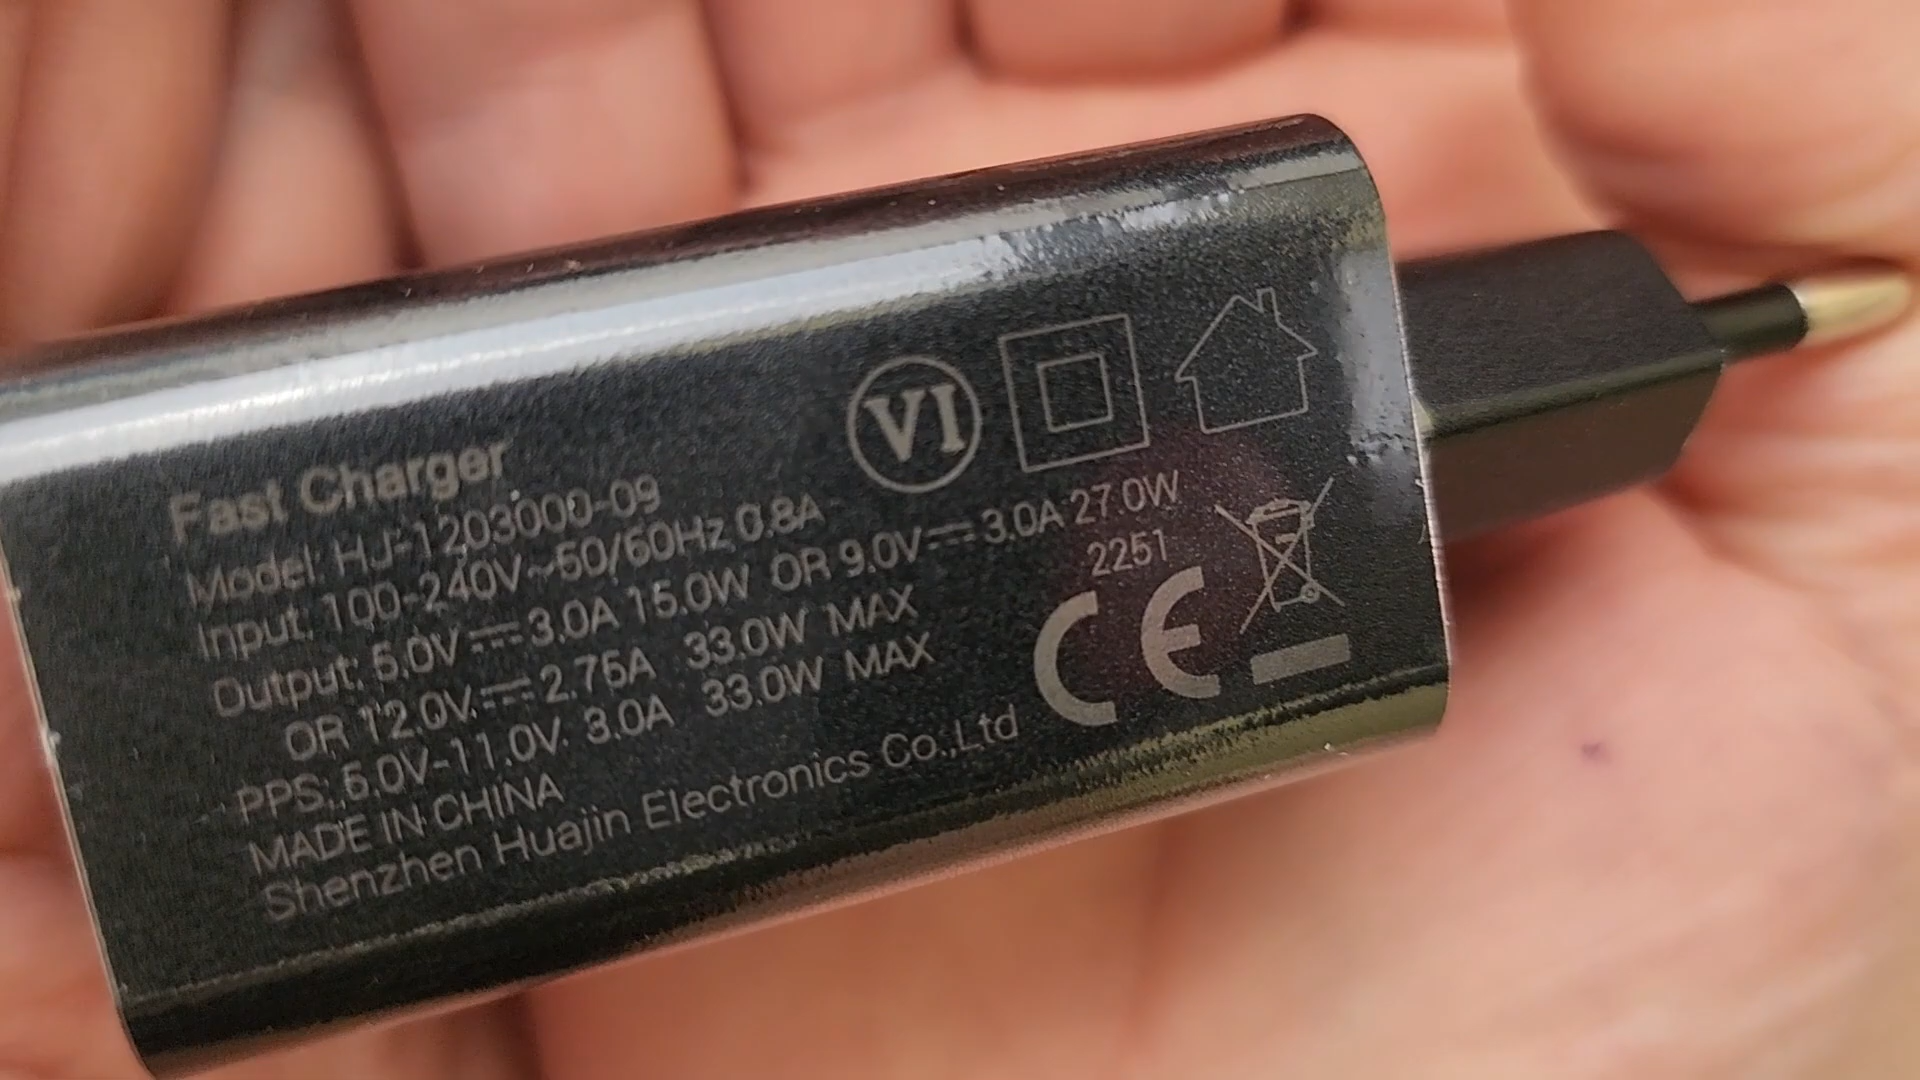 VI
Fast Charger
Model: HJ-1203000-09
Input: 100-240V~50/60Hz 0.8A
Output: 5.0V⎓3.0A 15.0W OR 9.0V⎓3.0A 27.0W
OR 12.0V⎓2.75A 33.0W MAX
PPS: 5.0V-11.0V 3.0A 33.0W MAX
MADE IN CHINA
Shenzhen Huajin Electronics Co.,Ltd
2251
CE